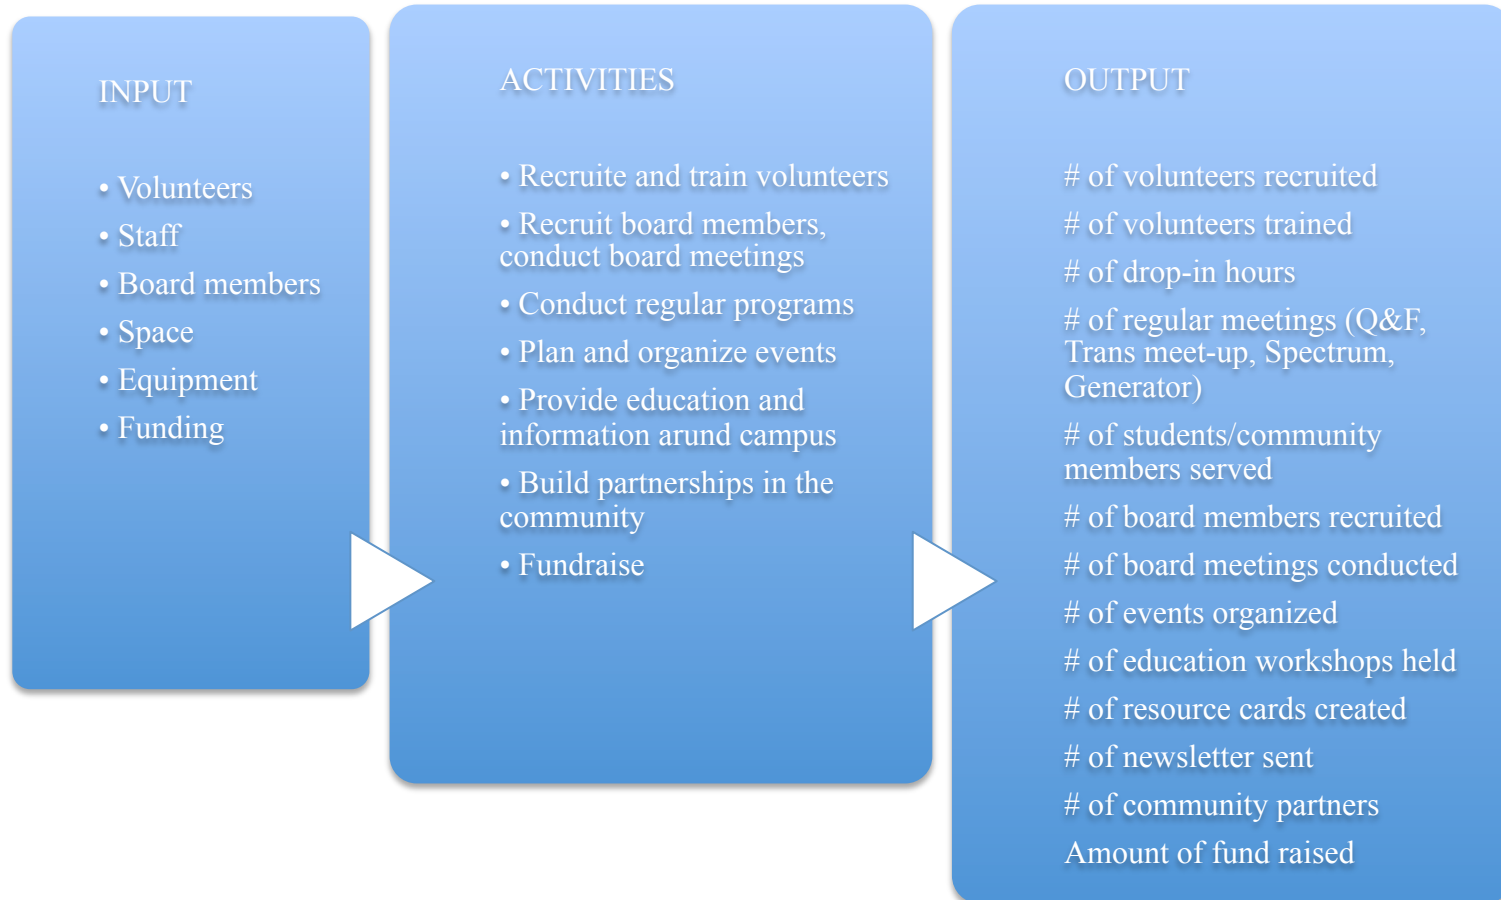 INPUT
• Volunteers
• Staff
• Board members
• Space
• Equipment
• Funding
ACTIVITIES
• Recruite and train volunteers
• Recruit board members,
conduct board meetings
• Conduct regular programs
• Plan and organize events
• Provide education and
information arund campus
• Build partnerships in the
community
• Fundraise
OUTPUT
# of volunteers recruited
# of volunteers trained
# of drop-in hours
# of regular meetings (Q&F,
Trans meet-up, Spectrum,
Generator)
# of students/community
members served
# of board members recruited
# of board meetings conducted
# of events organized
# of education workshops held
# of resource cards created
# of newsletter sent
# of community partners
Amount of fund raised